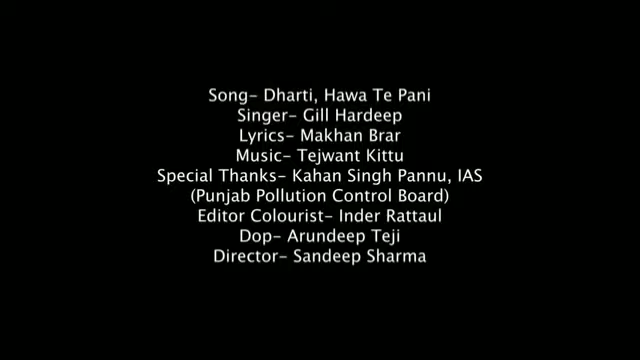 Song- Dharti, Hawa Te Pani
Singer- Gill Hardeep
Lyrics- Makhan Brar
Music- Tejwant Kittu
Special Thanks- Kahan Singh Pannu, IAS
(Punjab Pollution Control Board)
Editor Colourist- Inder Rattaul
Dop- Arundeep Teji
Director- Sandeep Sharma